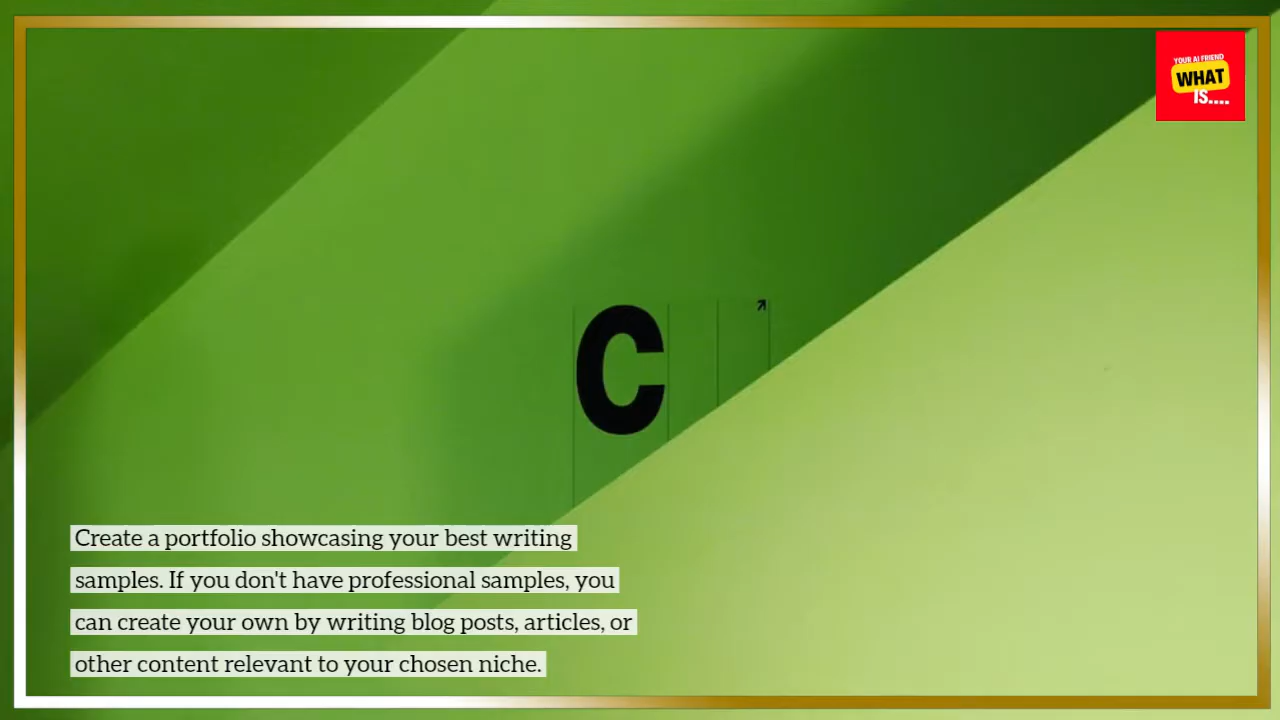 YOUR AI FRIEND
WHAT
IS....
C
Create a portfolio showcasing your best writing
samples. If you don't have professional samples, you
can create your own by writing blog posts, articles, or
other content relevant to your chosen niche.